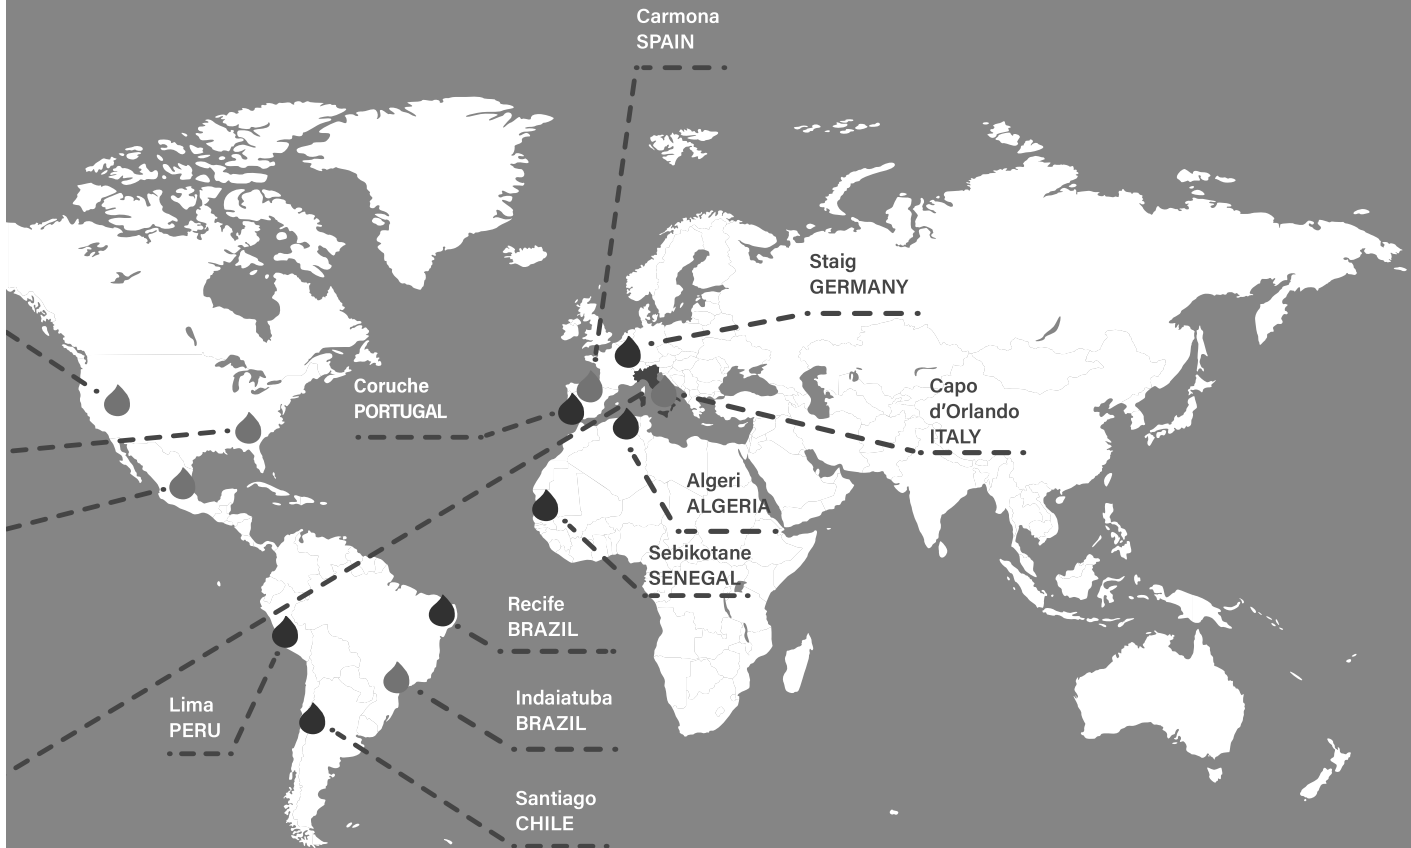 Carmona
SPAIN
Staig
GERMANY
Coruche
PORTUGAL
Capo
d'Orlando
ITALY
Algeri
ALGERIA
Sebikotane
SENEGAL
Recife
BRAZIL
Indaiatuba
BRAZIL
Lima
PERU
Santiago
CHILE